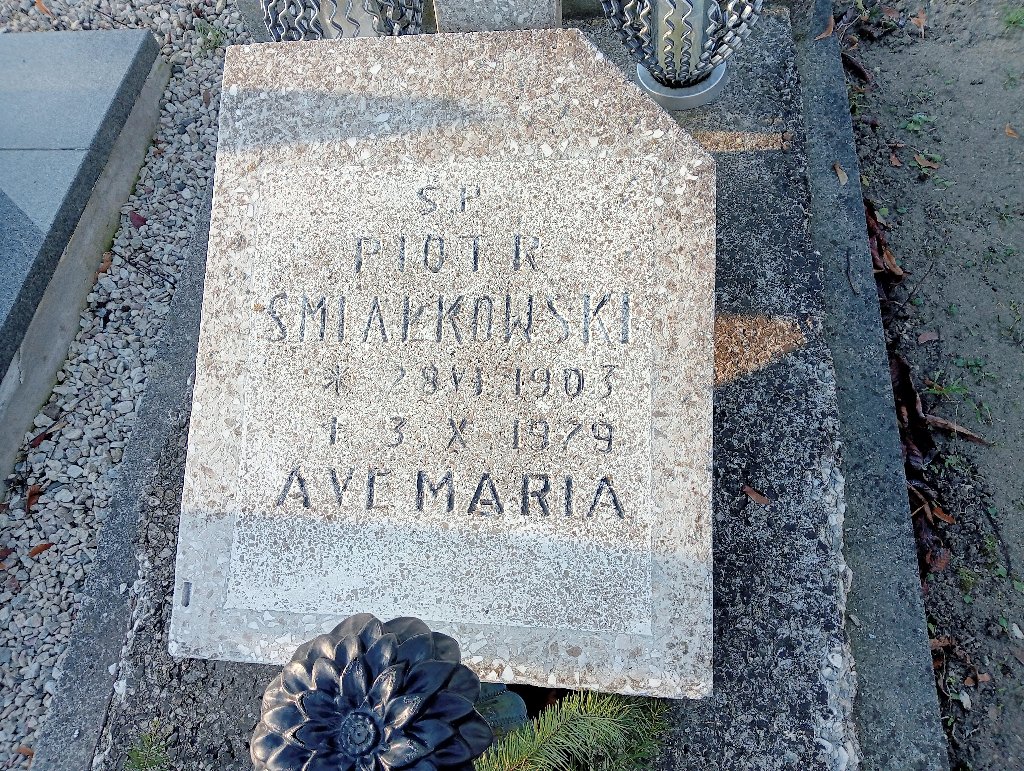 Ś.P
PIOTR
ŚMIAŁKOWSKI
* 28 VI 1903
† 3 X 1979
AVE MARIA